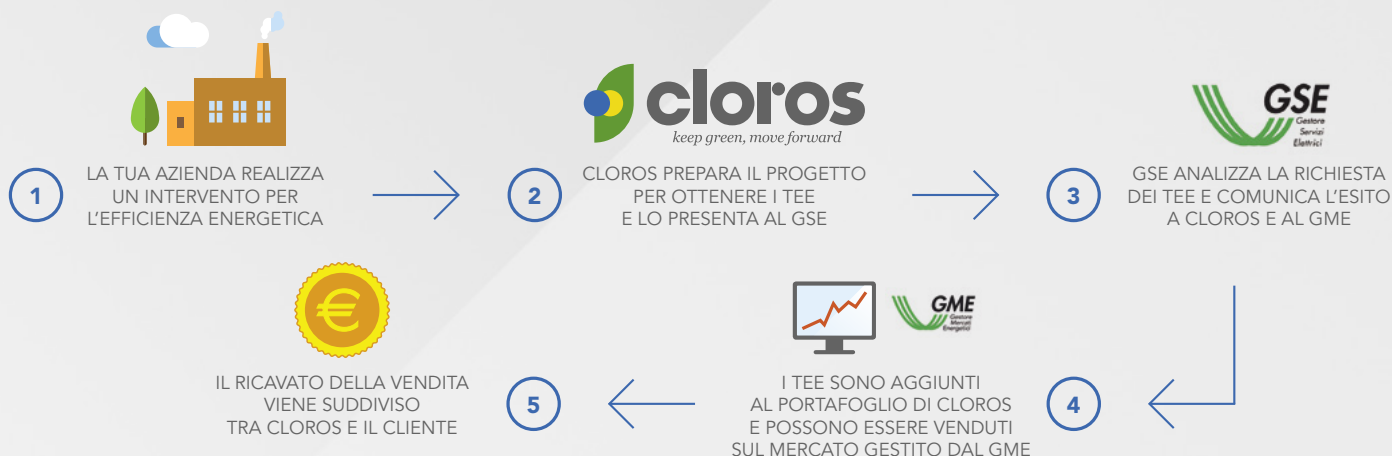 cloros
keep green, move forward
GSE
Gestore
Servizi
Elettrici
1
LA TUA AZIENDA REALIZZA
UN INTERVENTO PER
L'EFFICIENZA ENERGETICA
2
CLOROS PREPARA IL PROGETTO
PER OTTENERE I TEE
E LO PRESENTA AL GSE
3
GSE ANALIZZA LA RICHIESTA
DEI TEE E COMUNICA L'ESITO
A CLOROS E AL GME
GME
Gestore
Mercati
Energetici
4
I TEE SONO AGGIUNTI
AL PORTAFOGLIO DI CLOROS
E POSSONO ESSERE VENDUTI
SUL MERCATO GESTITO DAL GME
€
5
IL RICAVATO DELLA VENDITA
VIENE SUDDIVISO
TRA CLOROS E IL CLIENTE